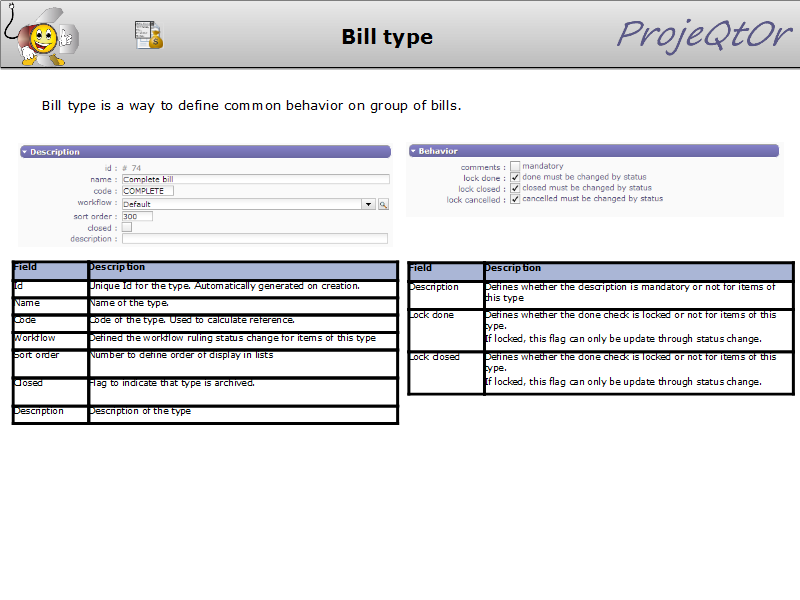 Bill type
ProjeQtOr
Bill type is a way to define common behavior on group of bills.
Description
id : # 74
name : Complete bill
code : COMPLETE
workflow : Default
sort order : 300
closed :
description :
Behavior
comments : mandatory
lock done : done must be changed by status
lock closed : closed must be changed by status
lock cancelled : cancelled must be changed by status
Field Description
Id Unique Id for the type. Automatically generated on creation.
Name Name of the type.
Code Code of the type. Used to calculate reference.
Workflow Defined the workflow ruling status change for items of this type
Sort order Number to define order of display in lists
Closed Flag to indicate that type is archived.
Description Description of the type
Field Description
Description Defines whether the description is mandatory or not for items of
this type
Lock done Defines whether the done check is locked or not for items of this
type.
If locked, this flag can only be update through status change.
Lock closed Defines whether the done check is locked or not for items of this
type.
If locked, this flag can only be update through status change.